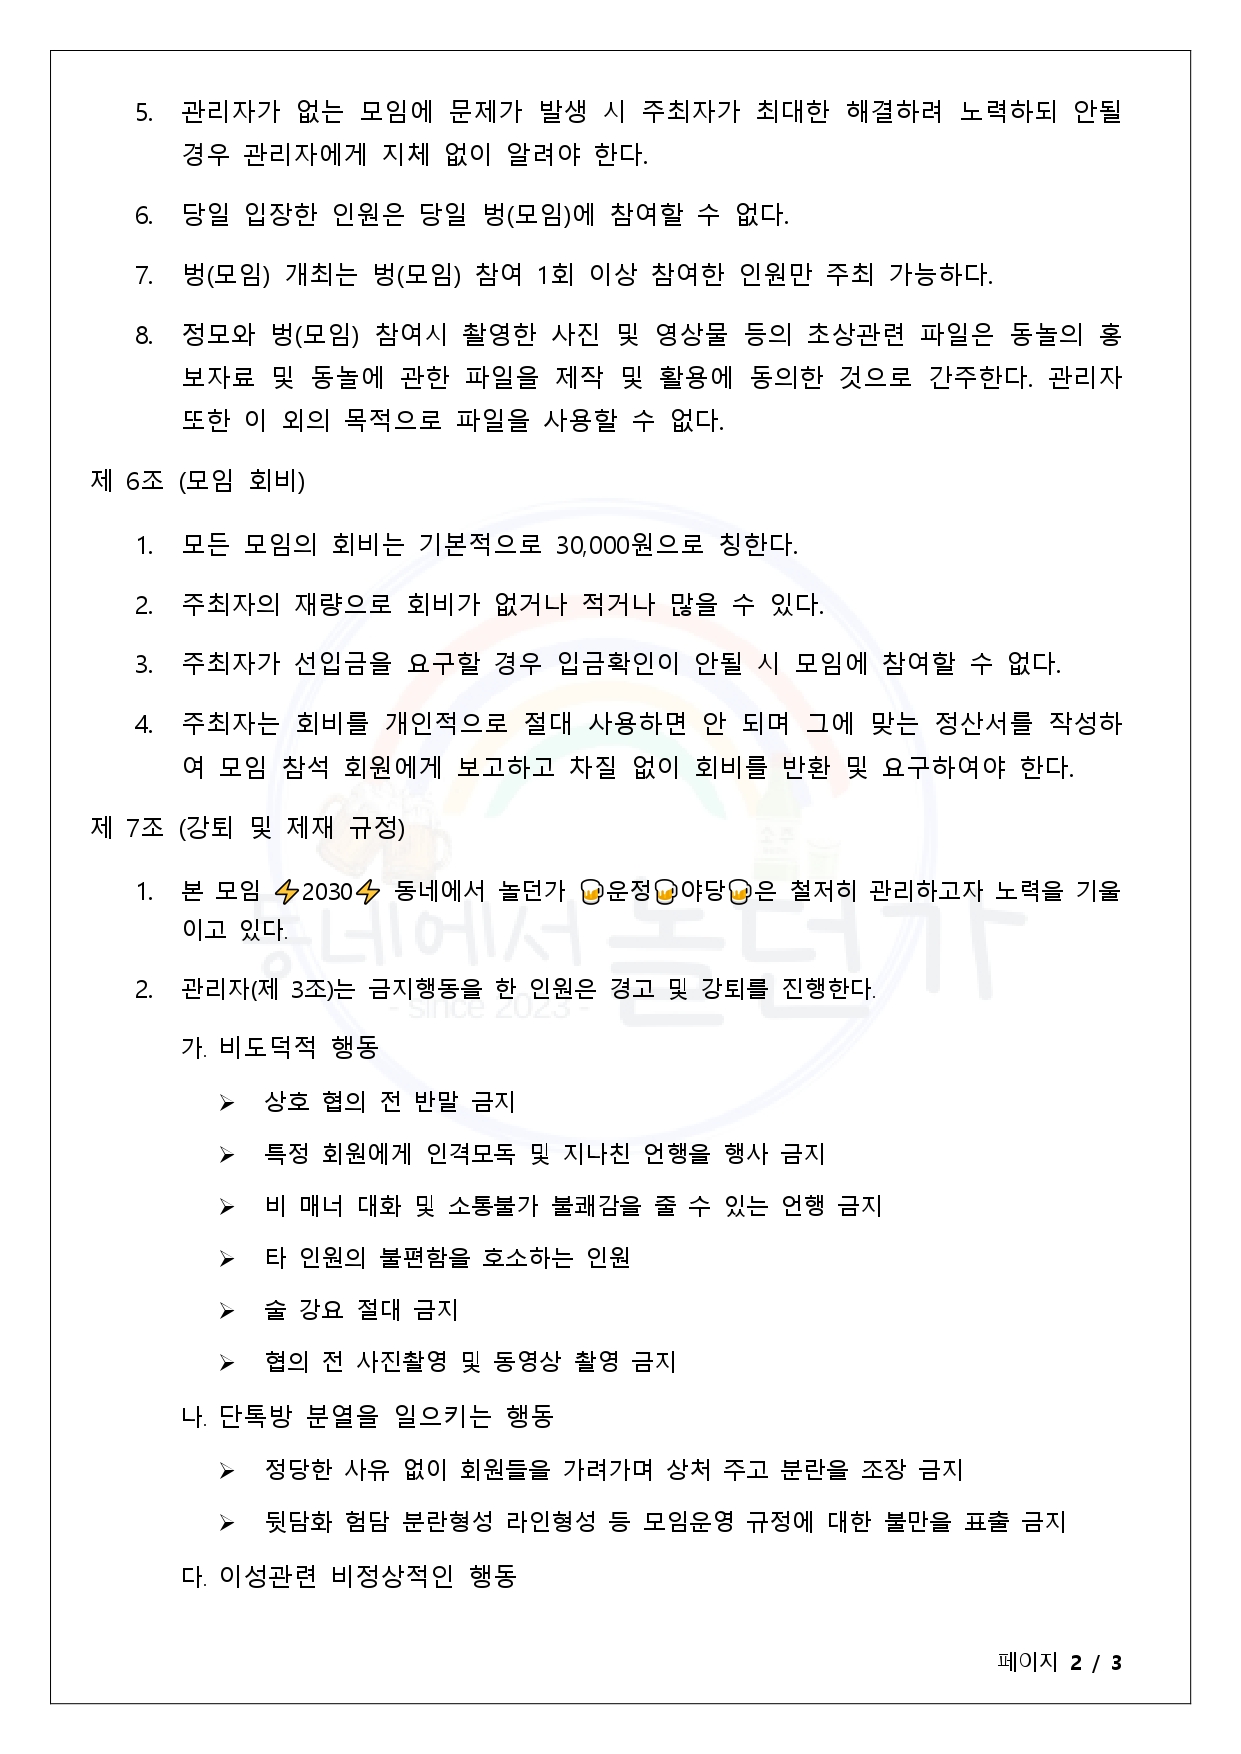 5. 관리자가 없는 모임에 문제가 발생 시 주최자가 최대한 해결하려 노력하되 안될
경우 관리자에게 지체 없이 알려야 한다.
6. 당일 입장한 인원은 당일 벙(모임)에 참여할 수 없다.
7. 벙(모임) 개최는 벙(모임) 참여 1회 이상 참여한 인원만 주최 가능하다.
8. 정모와 벙(모임) 참여시 촬영한 사진 및 영상물 등의 초상관련 파일은 동놀의 홍
보자료 및 동놀에 관한 파일을 제작 및 활용에 동의한 것으로 간주한다. 관리자
또한 이 외의 목적으로 파일을 사용할 수 없다.
제 6조 (모임 회비)
1. 모든 모임의 회비는 기본적으로 30,000원으로 칭한다.
2. 주최자의 재량으로 회비가 없거나 적거나 많을 수 있다.
3. 주최자가 선입금을 요구할 경우 입금확인이 안될 시 모임에 참여할 수 없다.
4. 주최자는 회비를 개인적으로 절대 사용하면 안 되며 그에 맞는 정산서를 작성하
여 모임 참석 회원에게 보고하고 차질 없이 회비를 반환 및 요구하여야 한다.
소주
제 7조 (강퇴 및 제재 규정)
1. 본 모임 ⚡2030⚡ 동네에서 놀던가 🍺운정🍺야당🍺은 철저히 관리하고자 노력을 기울
이고 있다.
동네에서 놀던가
2. 관리자(제 3조)는 금지행동을 한 인원은 경고 및 강퇴를 진행한다.
- since 2023 -
가. 비도덕적 행동
➢ 상호 협의 전 반말 금지
➢ 특정 회원에게 인격모독 및 지나친 언행을 행사 금지
➢ 비 매너 대화 및 소통불가 불쾌감을 줄 수 있는 언행 금지
➢ 타 인원의 불편함을 호소하는 인원
➢ 술 강요 절대 금지
➢ 협의 전 사진촬영 및 동영상 촬영 금지
나. 단톡방 분열을 일으키는 행동
➢ 정당한 사유 없이 회원들을 가려가며 상처 주고 분란을 조장 금지
➢ 뒷담화 험담 분란형성 라인형성 등 모임운영 규정에 대한 불만을 표출 금지
다. 이성관련 비정상적인 행동
페이지 2 / 3